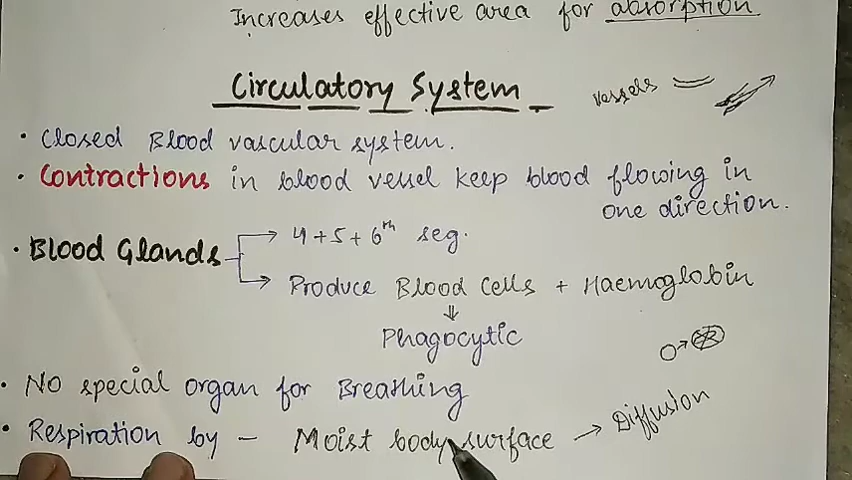 Increases effective area for absorption
Circulatory System
vessels
• Closed Blood vascular system.
• Contractions in blood vessel keep blood flowing in
one direction.
• Blood Glands → 4+5+6th seg.
→ Produce Blood Cells + Haemoglobin
⇓
Phagocytic
• No special organ for Breathing
• Respiration by – Moist body surface → Diffusion